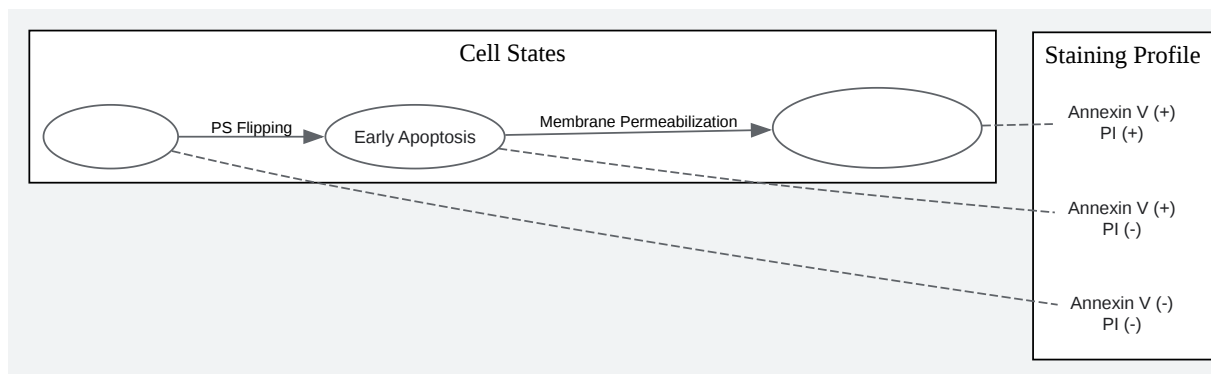 Cell States
PS Flipping
Early Apoptosis
Membrane Permeabilization
Staining Profile
Annexin V (+)
PI (+)
Annexin V (+)
PI (-)
Annexin V (-)
PI (-)